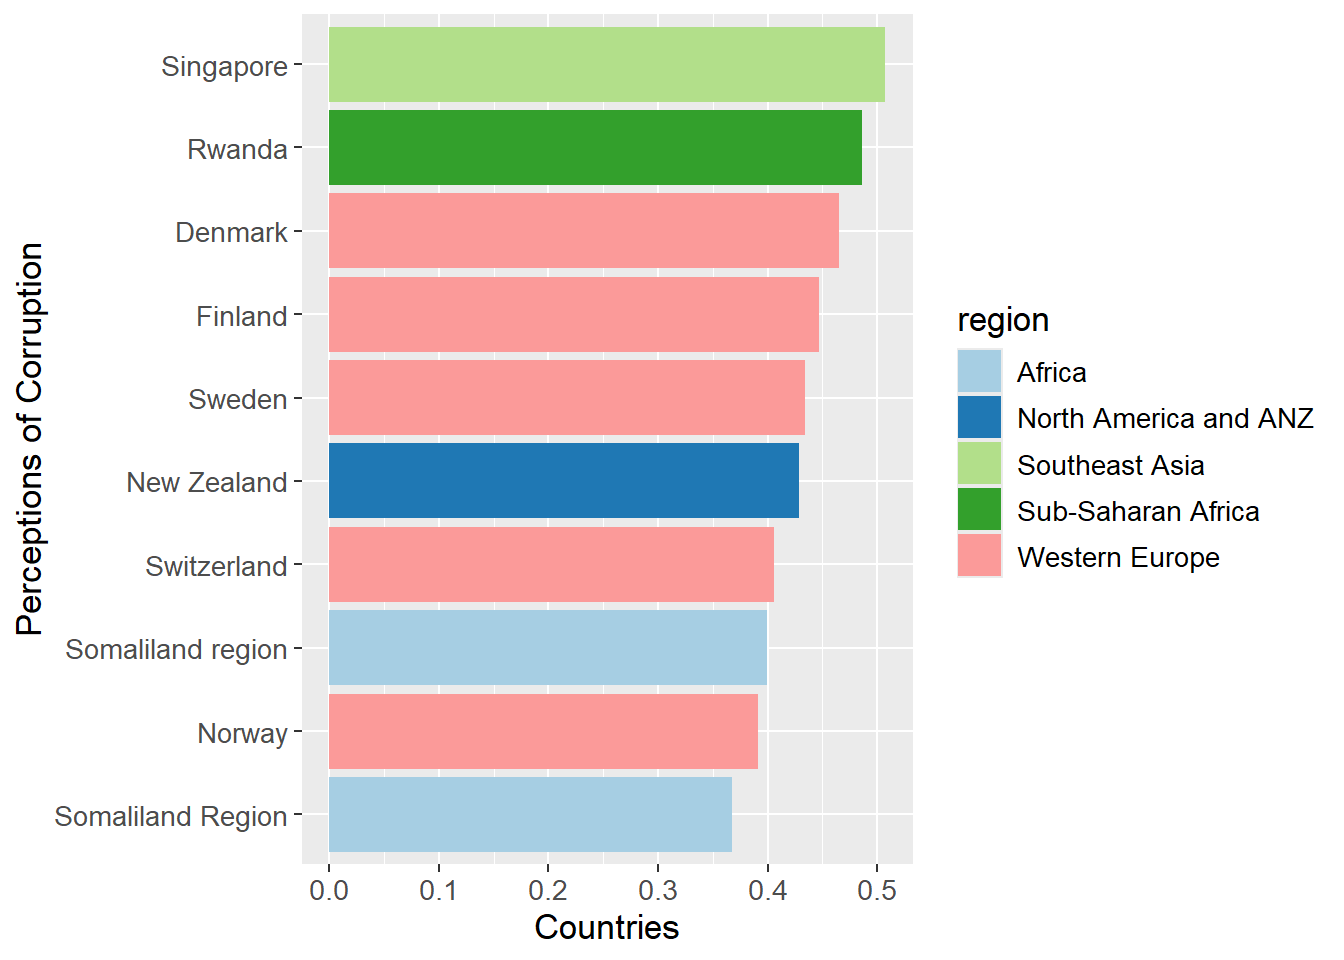 Perceptions of Corruption
Singapore
Rwanda
Denmark
Finland
Sweden
New Zealand
Switzerland
Somaliland region
Norway
Somaliland Region
0.0 0.1 0.2 0.3 0.4 0.5
Countries
region
Africa
North America and ANZ
Southeast Asia
Sub-Saharan Africa
Western Europe